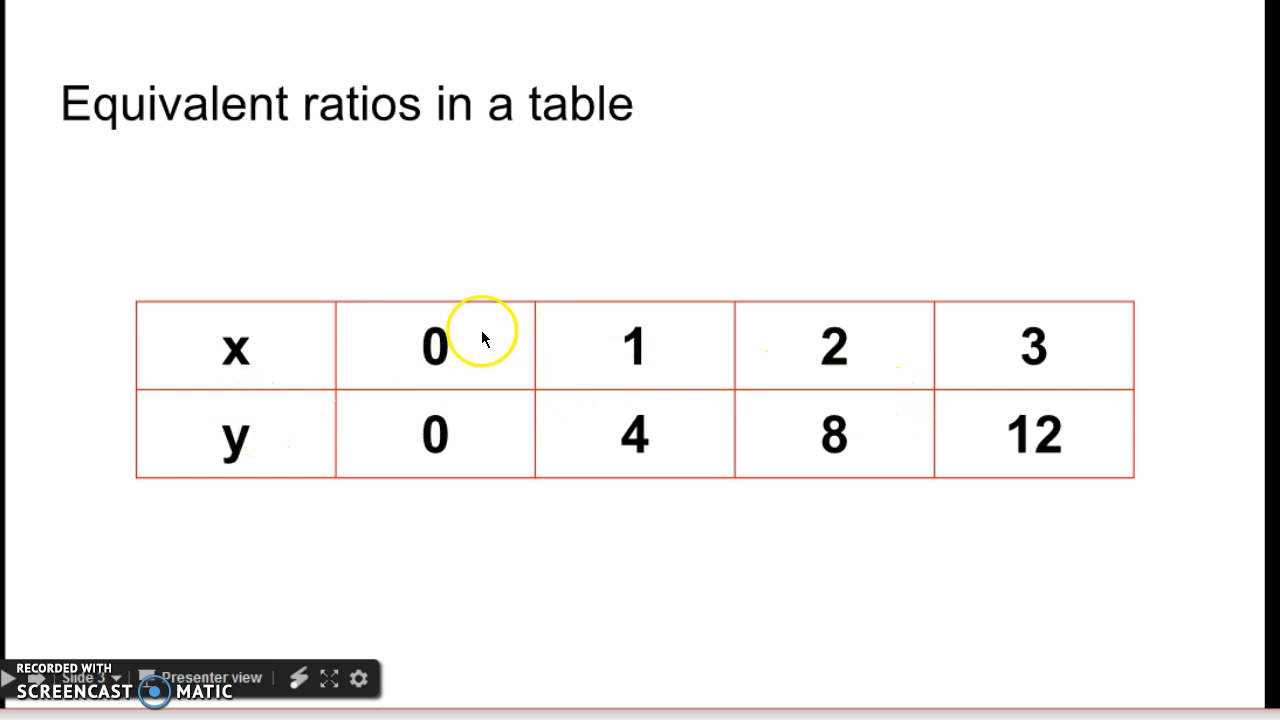 Equivalent ratios in a table
x 0 1 2 3
y 0 4 8 12
RECORDED WITH
Slide 3 Presenter view
SCREENCAST MATIC